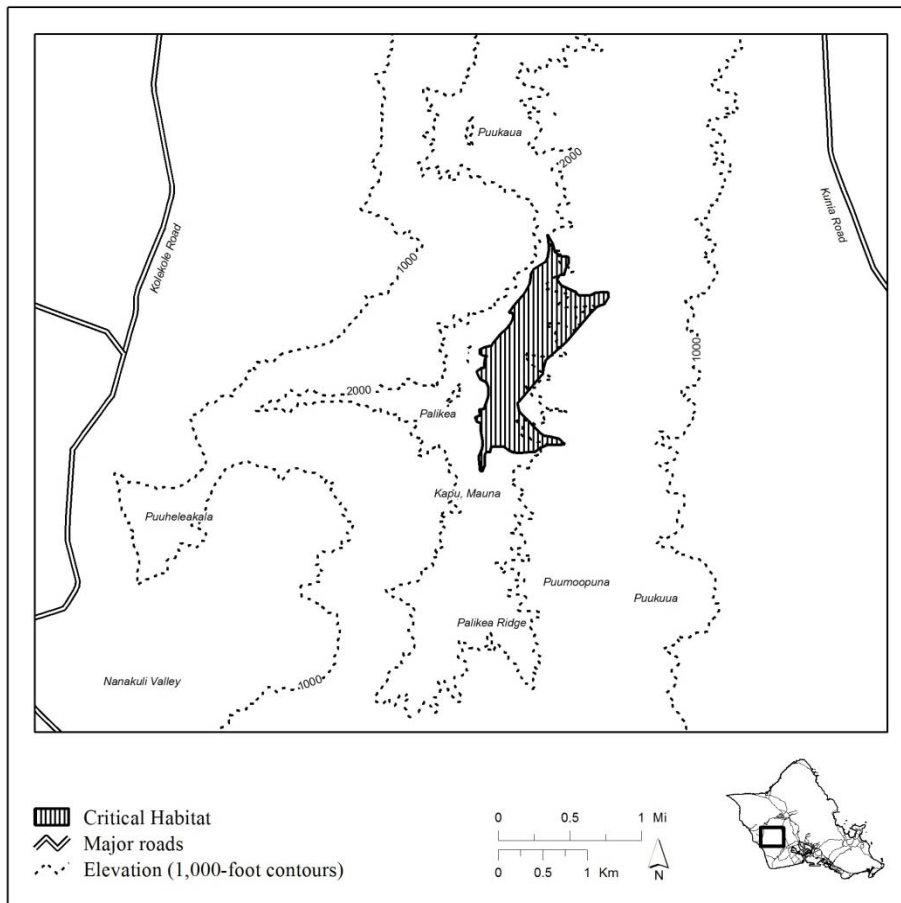 Puukaua
2000
Kunia Road
Kolekole Road
1000
1000
2000
Palikea
Kapu, Mauna
Puuheleakala
Puumoopuna
Puukuua
Palikea Ridge
Nanakuli Valley
1000
Critical Habitat
Major roads
Elevation (1,000-foot contours)
0 0.5 1 Mi
0 0.5 1 Km
N